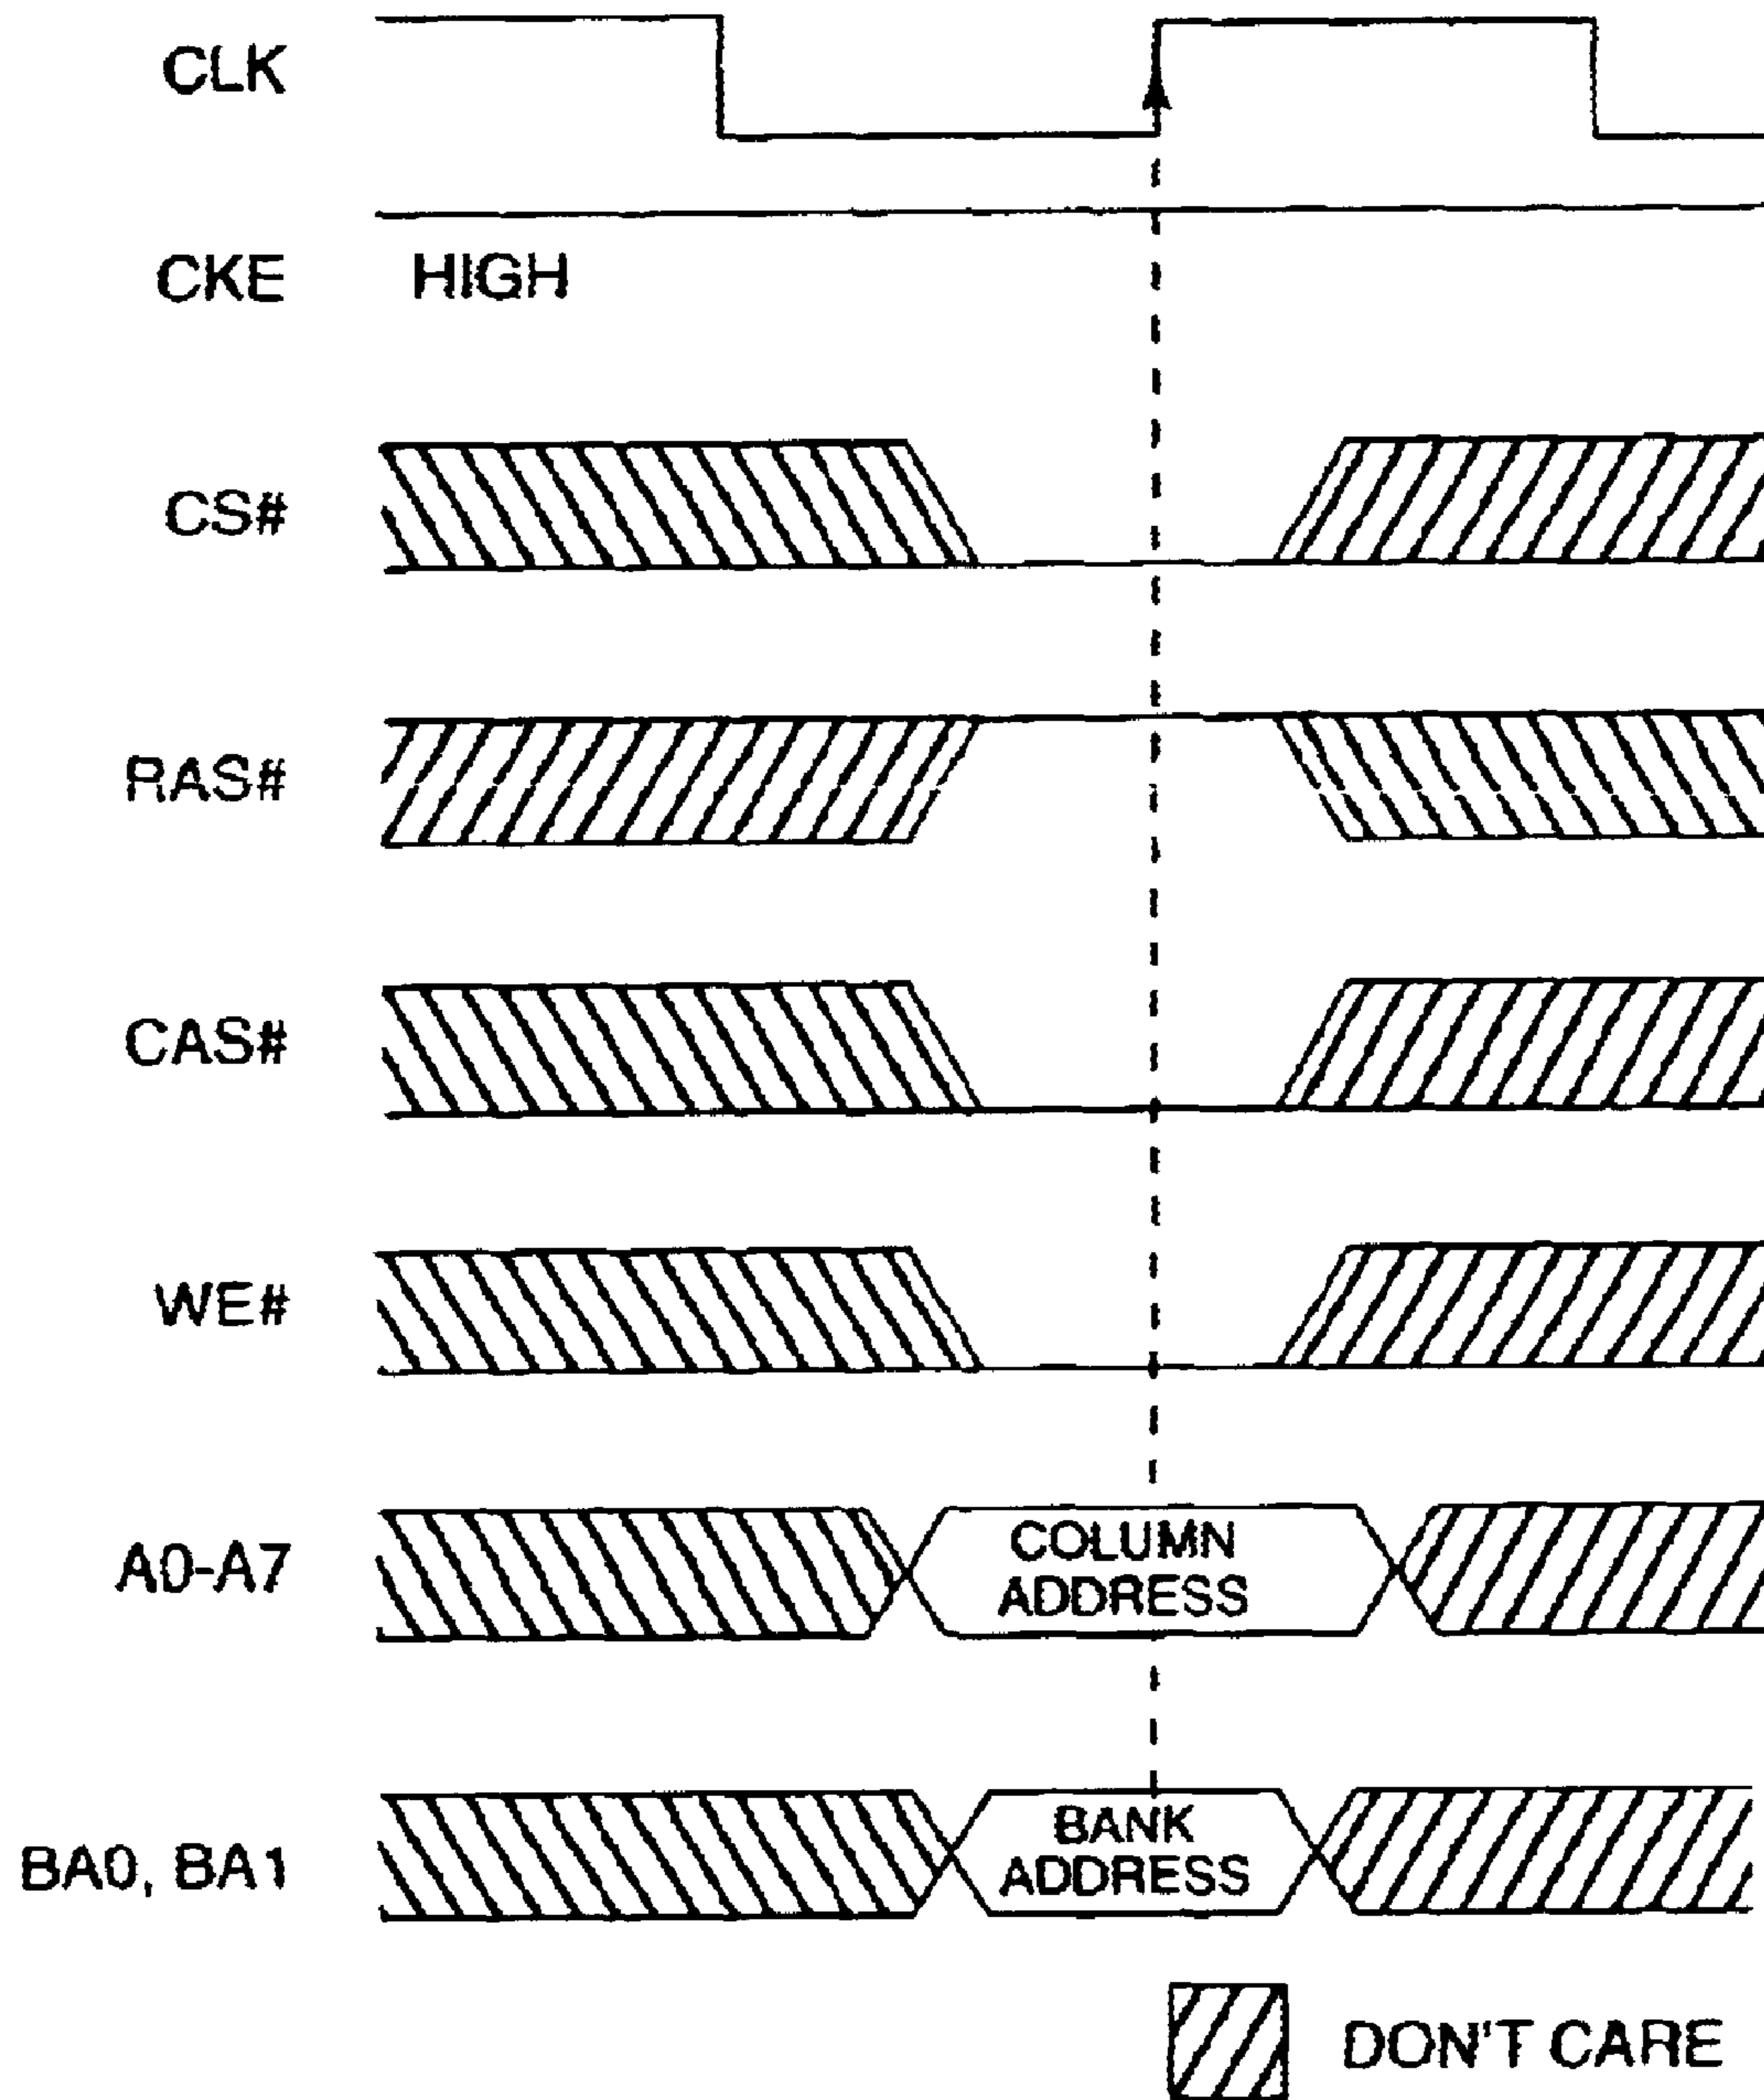 CLK
CKE HIGH
CS#
RAS#
CAS#
WE#
A0-A7
COLUMN
ADDRESS
BA0, BA1
BANK
ADDRESS
DON'T CARE